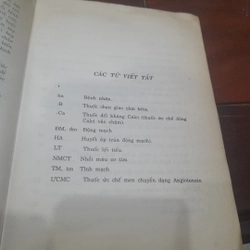 CÁC TỪ VIẾT TẮT
Bệnh nhân.
Thuốc chẹn giao cảm bêta.
Ca Thuốc đối kháng Calci (thuốc ức chế dòng
Calci vào chậm).
ĐM, đm Động mạch
HA Huyết áp (của động mạch).
LT Thuốc lợi tiểu.
NMCT Nhồi máu cơ tim.
TM, tm Tĩnh mạch
ƯCMC Thuốc ức chế men chuyển dạng Angiotensin